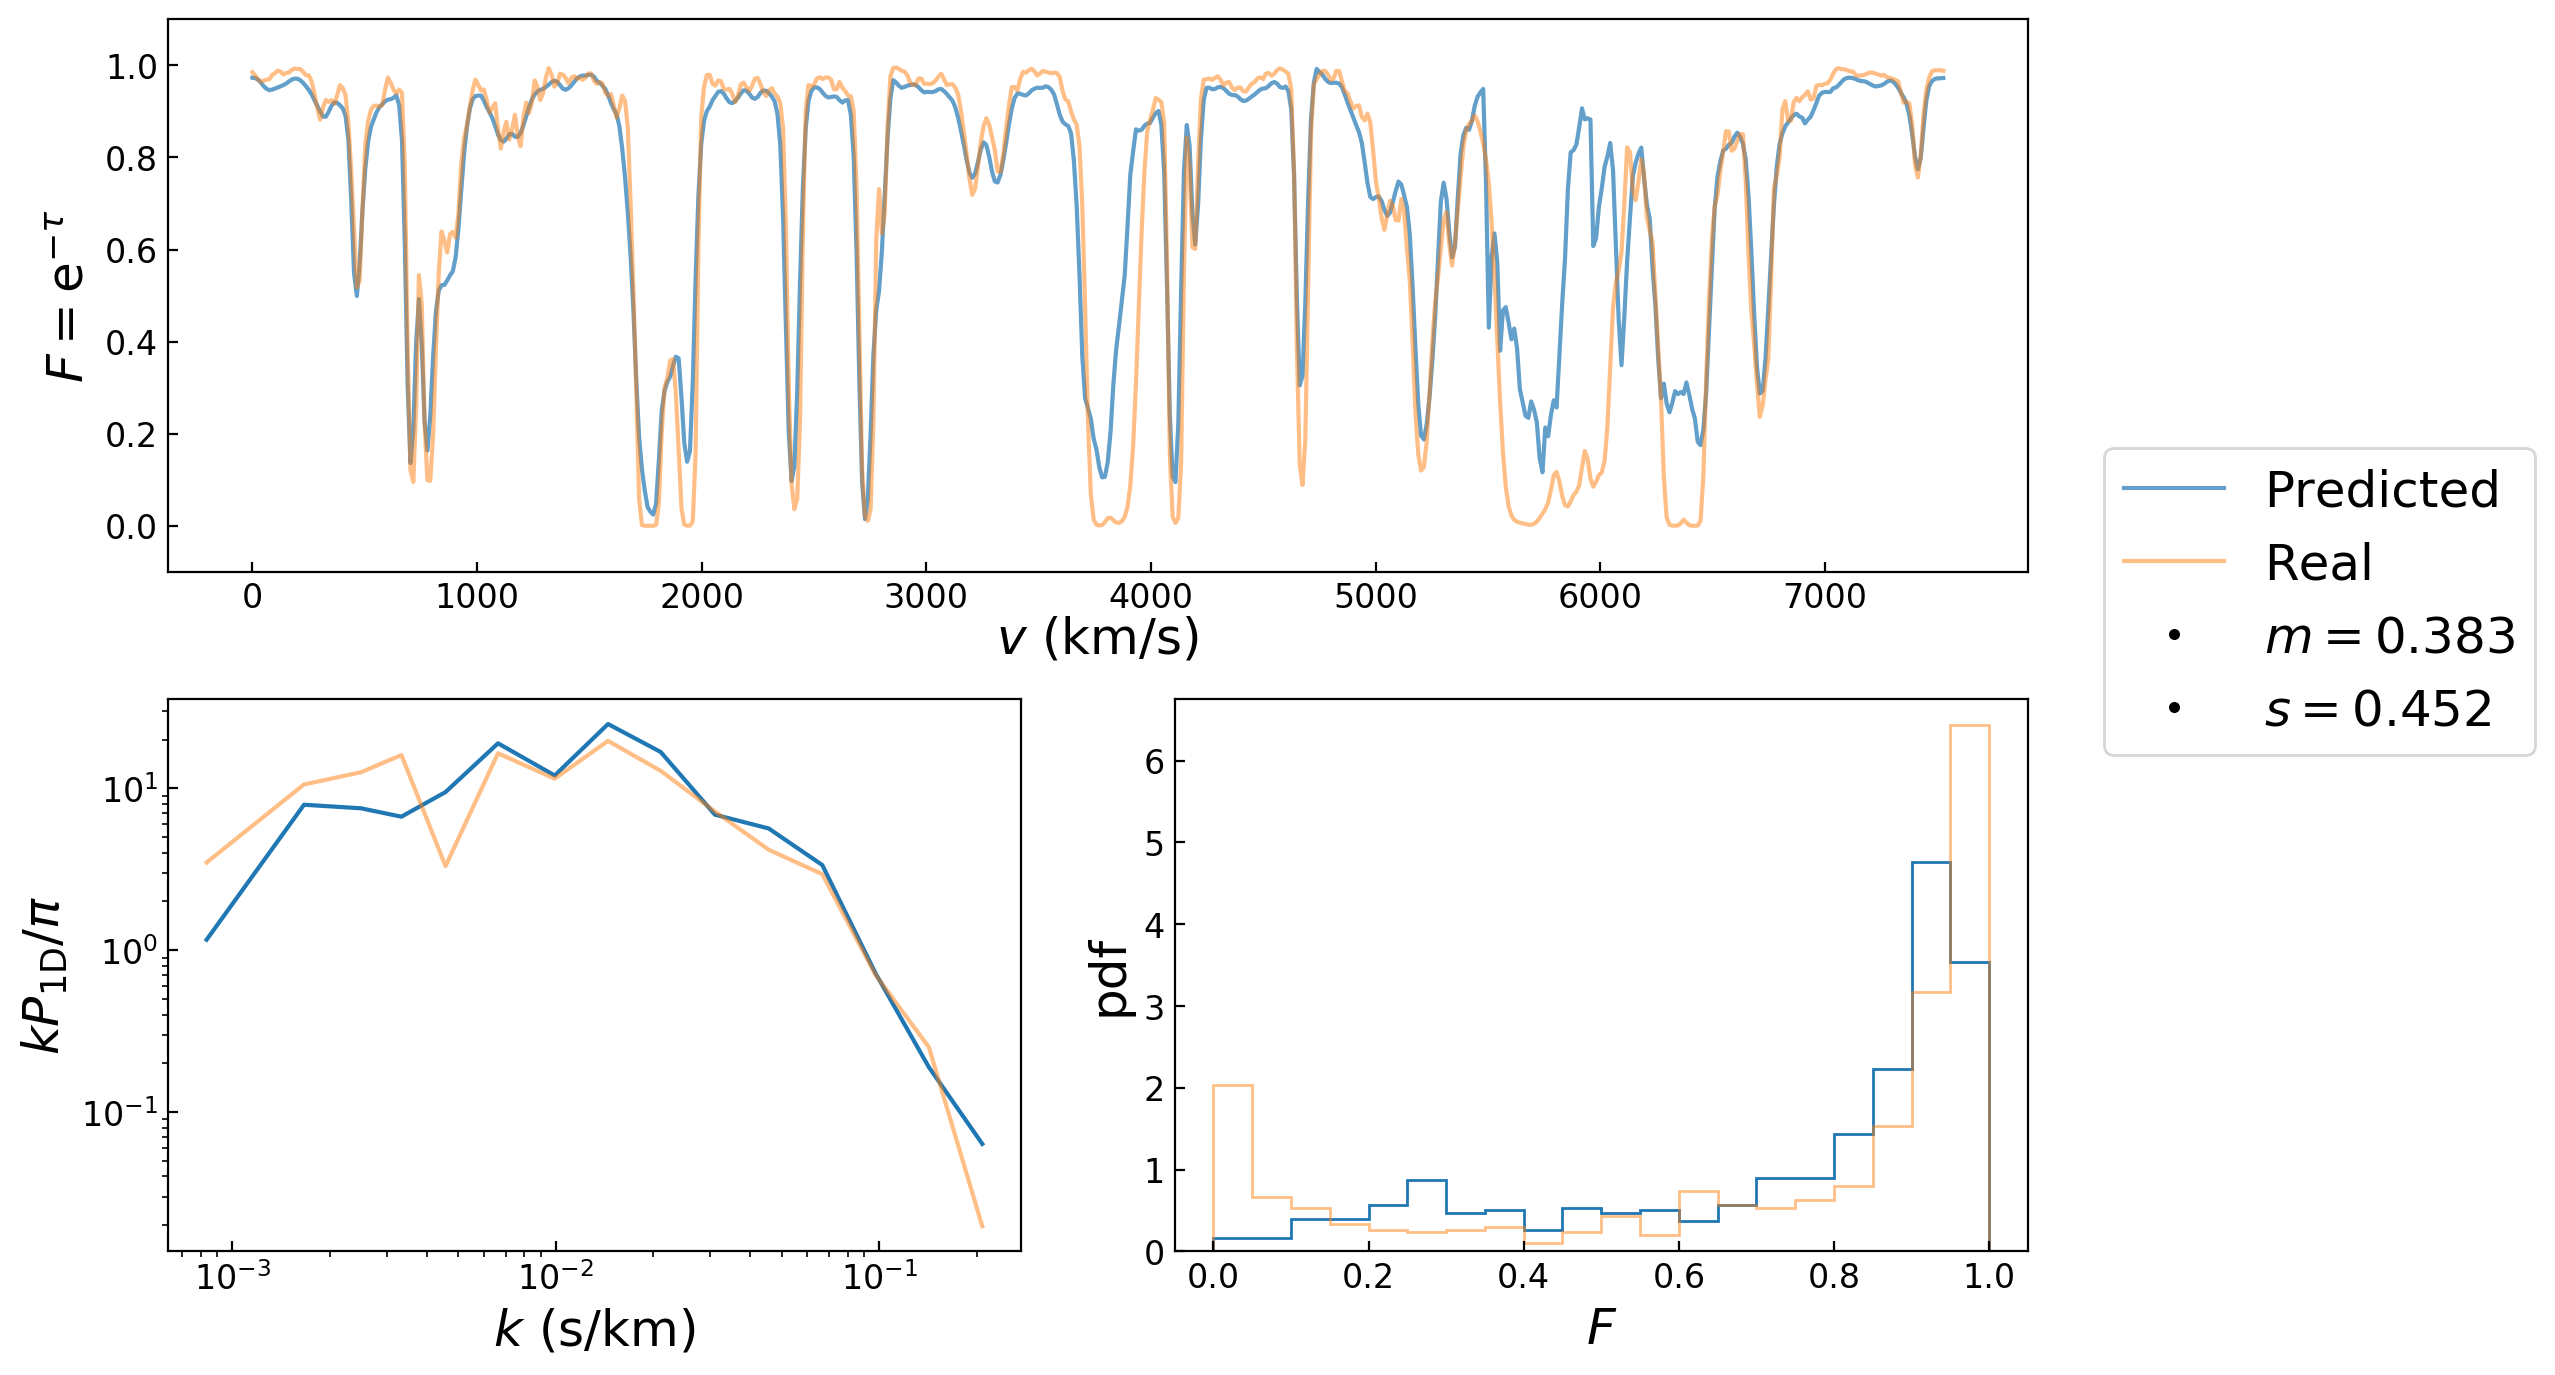 1.0
0.8
0.6
0.4
0.2
0.0
F = e^{−τ}
0 1000 2000 3000 4000 5000 6000 7000
v (km/s)
Predicted
Real
m = 0.383
s = 0.452
10^1
10^0
10^{−1}
kP_{1D}/π
10^{−3} 10^{−2} 10^{−1}
k (s/km)
6
5
4
3
2
1
0
pdf
0.0 0.2 0.4 0.6 0.8 1.0
F